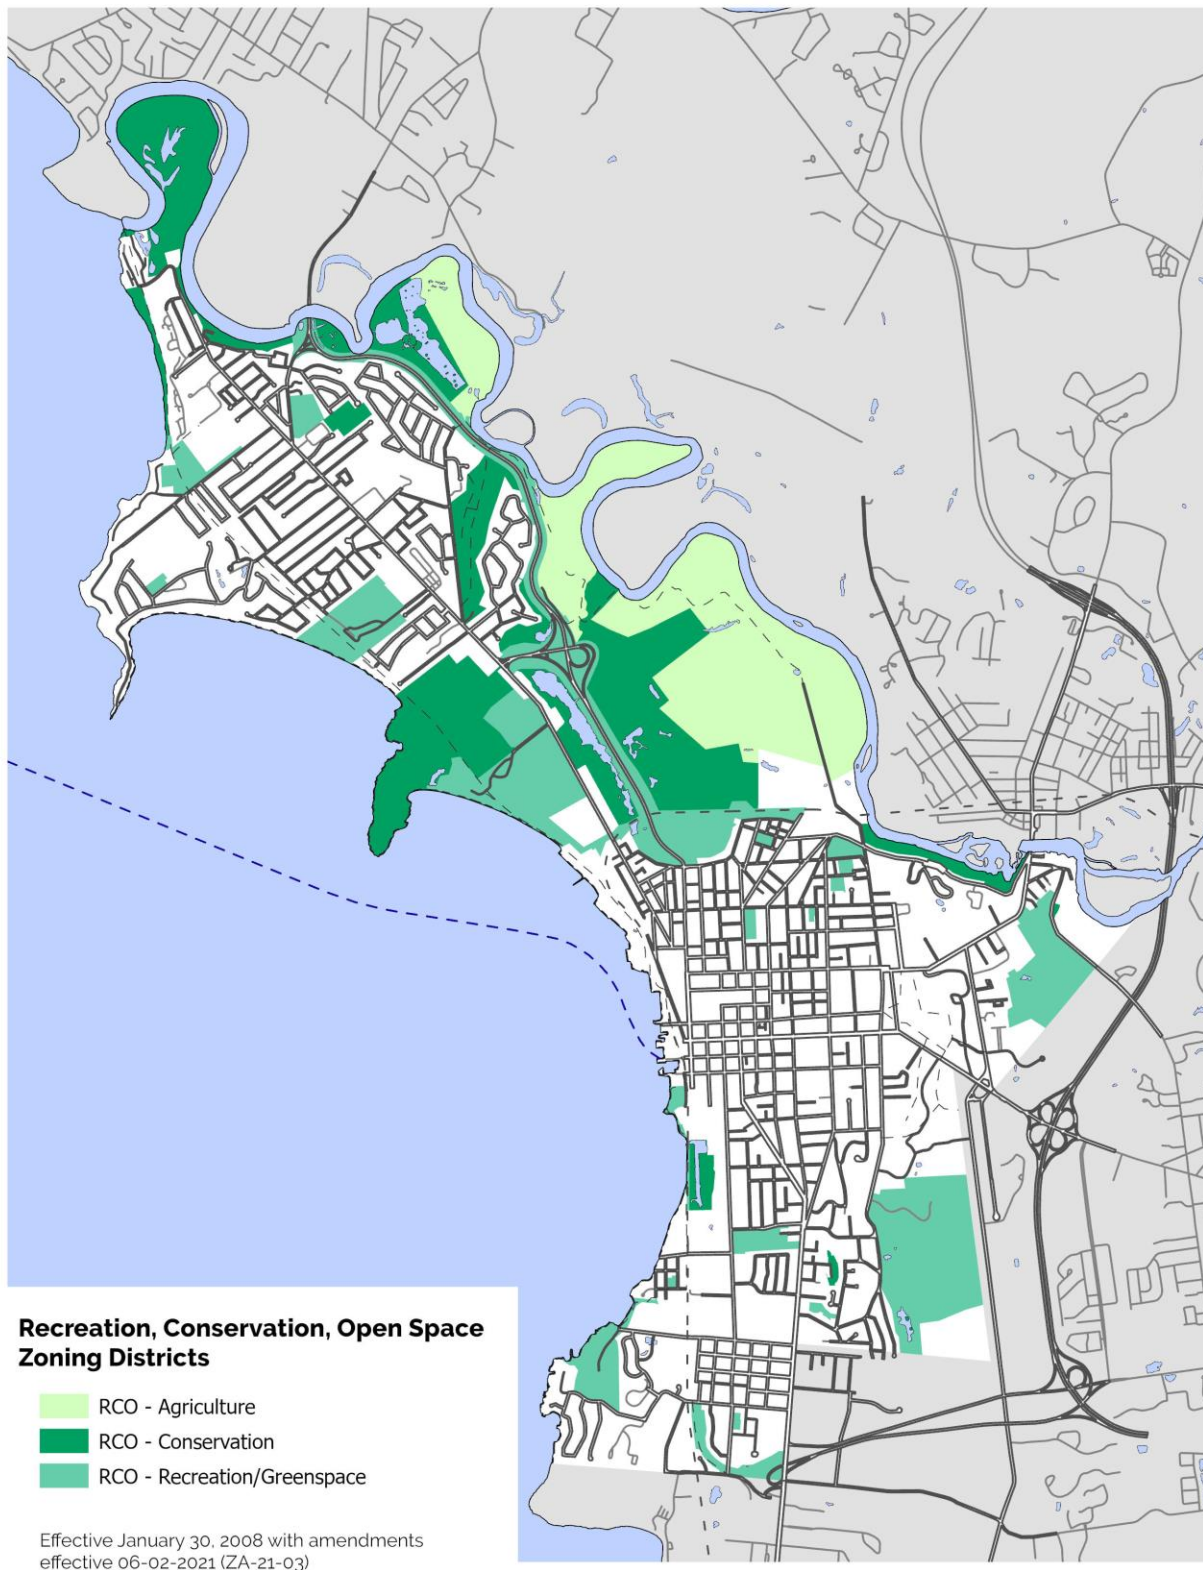 Recreation, Conservation, Open Space
Zoning Districts
RCO - Agriculture
RCO - Conservation
RCO - Recreation/Greenspace
Effective January 30, 2008 with amendments
effective 06-02-2021 (ZA-21-03)